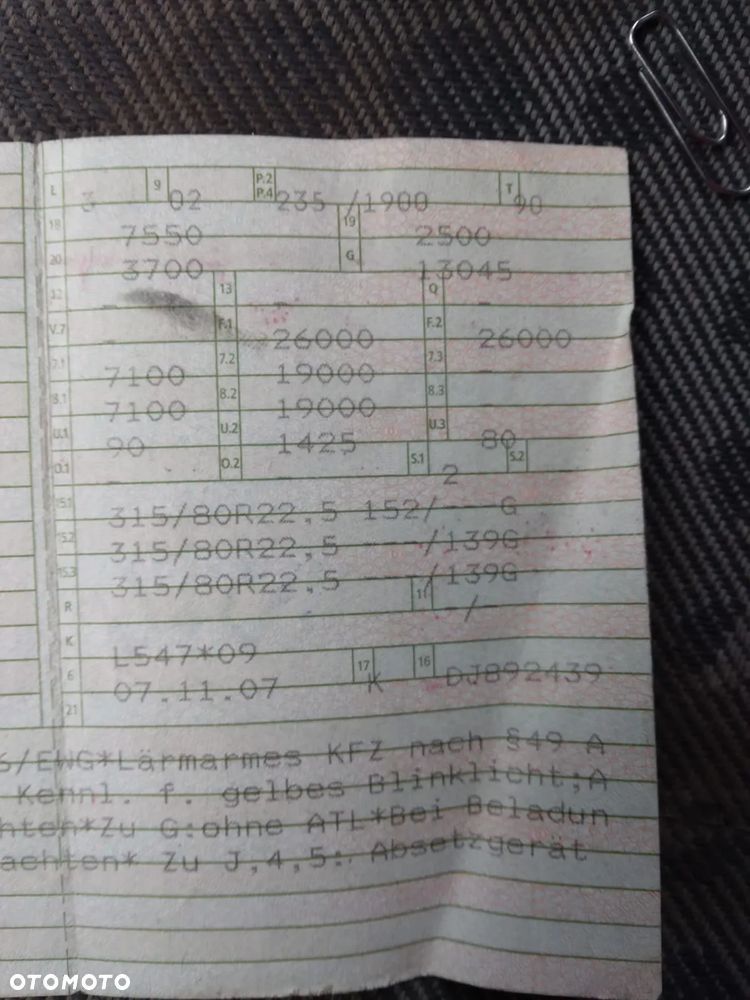 L 3 9 02 P.2 P.4 235 /1900 T 90
18 7550 19 2500
20 3700 G 13045
12 - 13 - Q -
V.7 - F.1 26000 F.2 26000
7.1 7100 7.2 19000 7.3 -
8.1 7100 8.2 19000 8.3
U.1 90 U.2 1425 U.3 80
O.1 - O.2 - S.1 2 S.2
15.1 315/80R22,5 152/--- G
15.2 315/80R22,5 ---/139G
15.3 315/80R22,5 ---/139G
R 11 -/-
K L547*09
6 07.11.07 17 K 16 DJ892439
21
6/EWG*Lärmarmes KFZ nach §49 A
Kennl. f. gelbes Blinklicht;A
hten*Zu G:ohne ATL*Bei Beladun
achten* Zu J,4,5: Absetzgerät
OTOMOTO